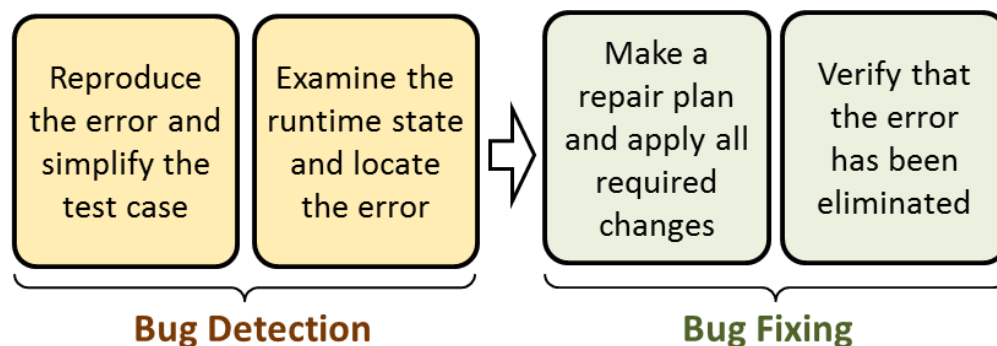 Reproduce
the error and
simplify the
test case
Examine the
runtime state
and locate
the error
Make a
repair plan
and apply all
required
changes
Verify that
the error
has been
eliminated
Bug Detection
Bug Fixing